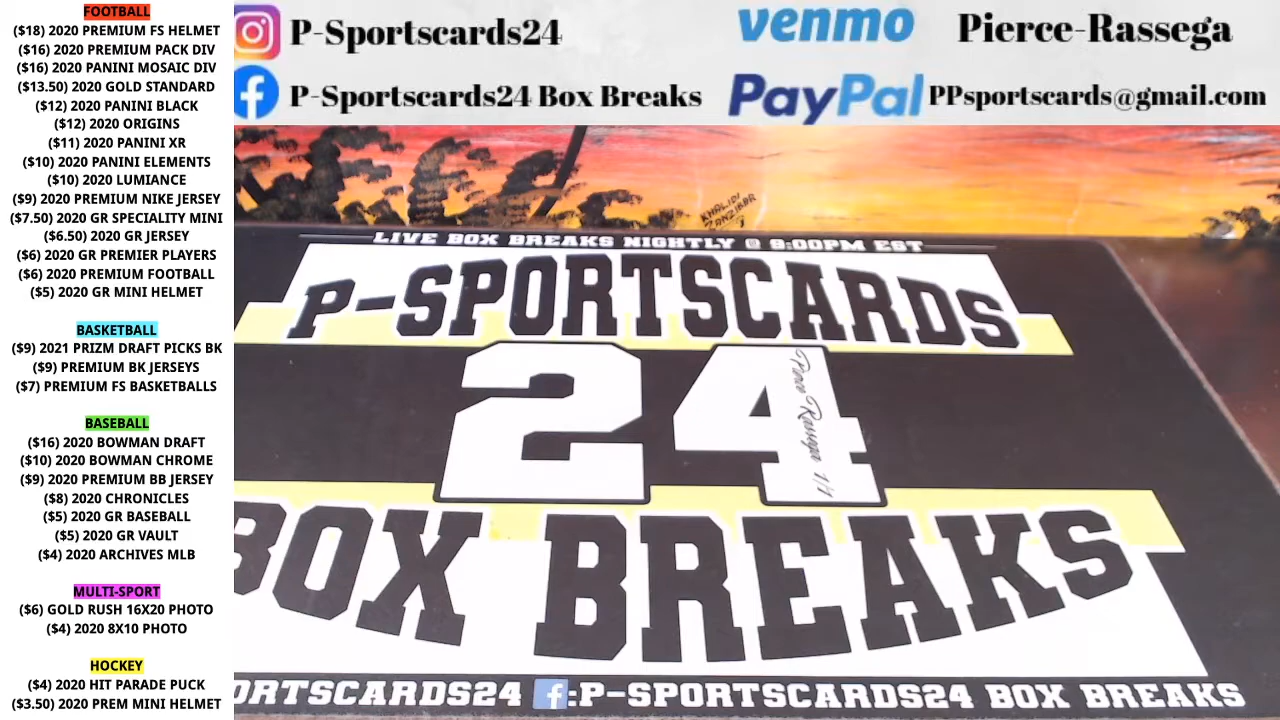 FOOTBALL
($18) 2020 PREMIUM FS HELMET
($16) 2020 PREMIUM PACK DIV
($16) 2020 PANINI MOSAIC DIV
($13.50) 2020 GOLD STANDARD
($12) 2020 PANINI BLACK
($12) 2020 ORIGINS
($11) 2020 PANINI XR
($10) 2020 PANINI ELEMENTS
($10) 2020 LUMIANCE
($9) 2020 PREMIUM NIKE JERSEY
($7.50) 2020 GR SPECIALITY MINI
($6.50) 2020 GR JERSEY
($6) 2020 GR PREMIER PLAYERS
($6) 2020 PREMIUM FOOTBALL
($5) 2020 GR MINI HELMET
BASKETBALL
($9) 2021 PRIZM DRAFT PICKS BK
($9) PREMIUM BK JERSEYS
($7) PREMIUM FS BASKETBALLS
BASEBALL
($16) 2020 BOWMAN DRAFT
($10) 2020 BOWMAN CHROME
($9) 2020 PREMIUM BB JERSEY
($8) 2020 CHRONICLES
($5) 2020 GR BASEBALL
($5) 2020 GR VAULT
($4) 2020 ARCHIVES MLB
MULTI-SPORT
($6) GOLD RUSH 16X20 PHOTO
($4) 2020 8X10 PHOTO
HOCKEY
($4) 2020 HIT PARADE PUCK
($3.50) 2020 PREM MINI HELMET
P-Sportscards24
venmo Pierce-Rassega
P-Sportscards24 Box Breaks
PayPal PPsportscards@gmail.com
KHALIDI
ZANZIBAR
LIVE BOX BREAKS NIGHTLY @ 9:00PM EST
P-SPORTSCARDS
24
Pierce Rassega 1/1
BOX BREAKS
ORTSCARDS24 f:P-SPORTSCARDS24 BOX BREAKS